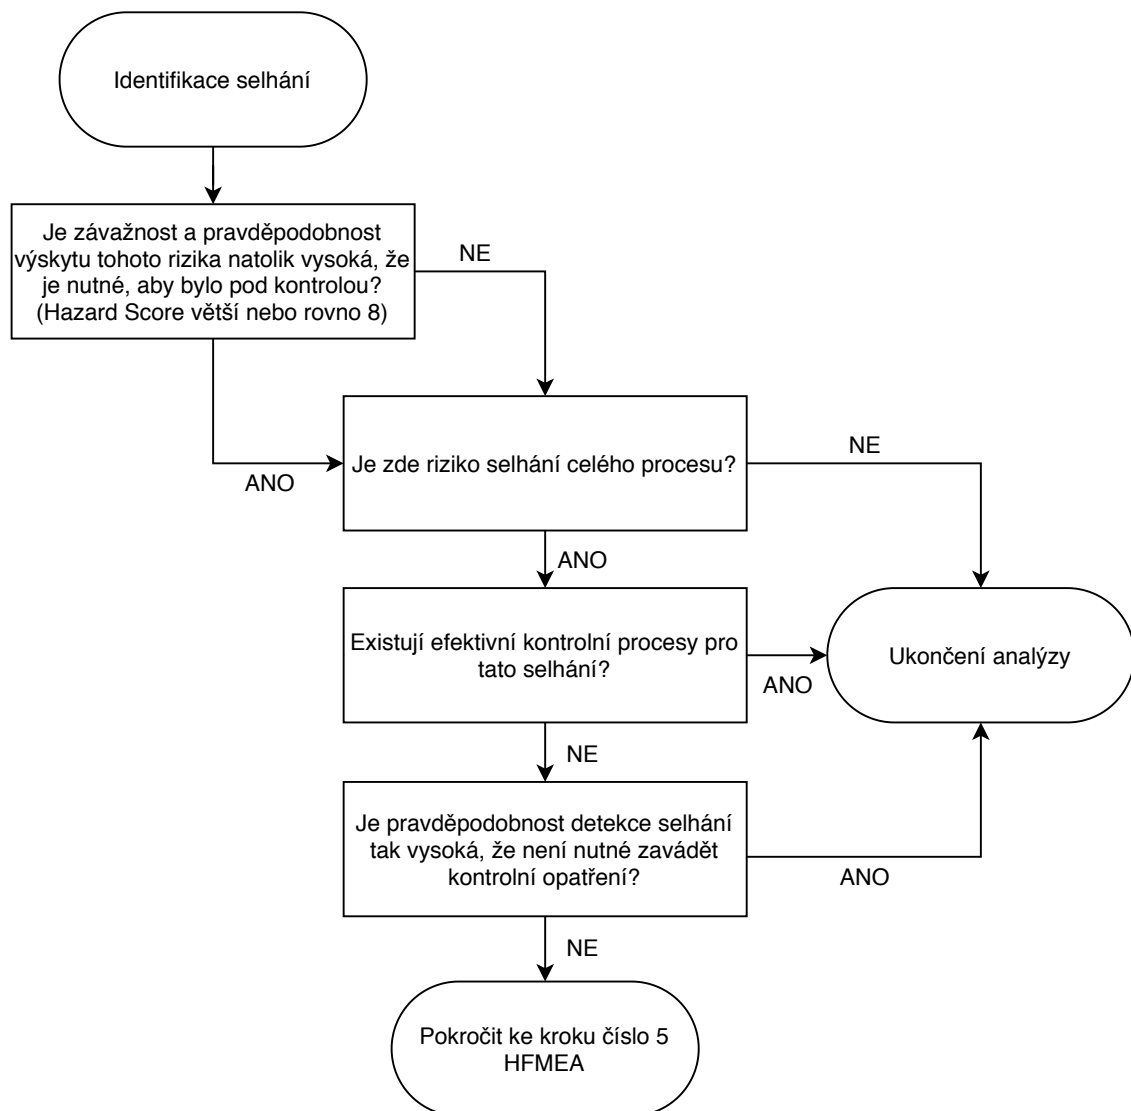 Identifikace selhání
Je závažnost a pravděpodobnost
výskytu tohoto rizika natolik vysoká, že
je nutné, aby bylo pod kontrolou?
(Hazard Score větší nebo rovno 8)
NE
ANO
Je zde riziko selhání celého procesu?
NE
ANO
Existují efektivní kontrolní procesy pro
tato selhání?
ANO
Ukončení analýzy
NE
Je pravděpodobnost detekce selhání
tak vysoká, že není nutné zavádět
kontrolní opatření?
ANO
NE
Pokročit ke kroku číslo 5
HFMEA